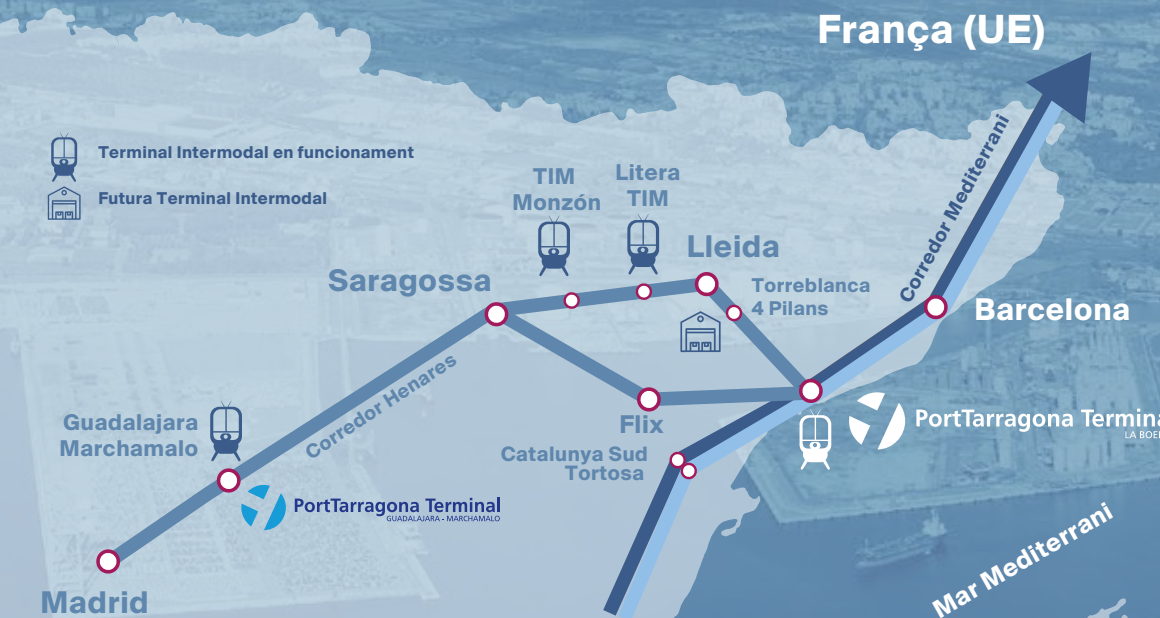 França (UE)
Terminal Intermodal en funcionament
Futura Terminal Intermodal
Corredor Mediterrani
TIM
Monzón
Litera
TIM
Lleida
Saragossa
Torreblanca
4 Pilans
Barcelona
Corredor Henares
Guadalajara
Marchamalo
Flix
PortTarragona Termina
LA BOE
Catalunya Sud
Tortosa
PortTarragona Terminal
GUADALAJARA - MARCHAMALO
Mar Mediterrani
Madrid